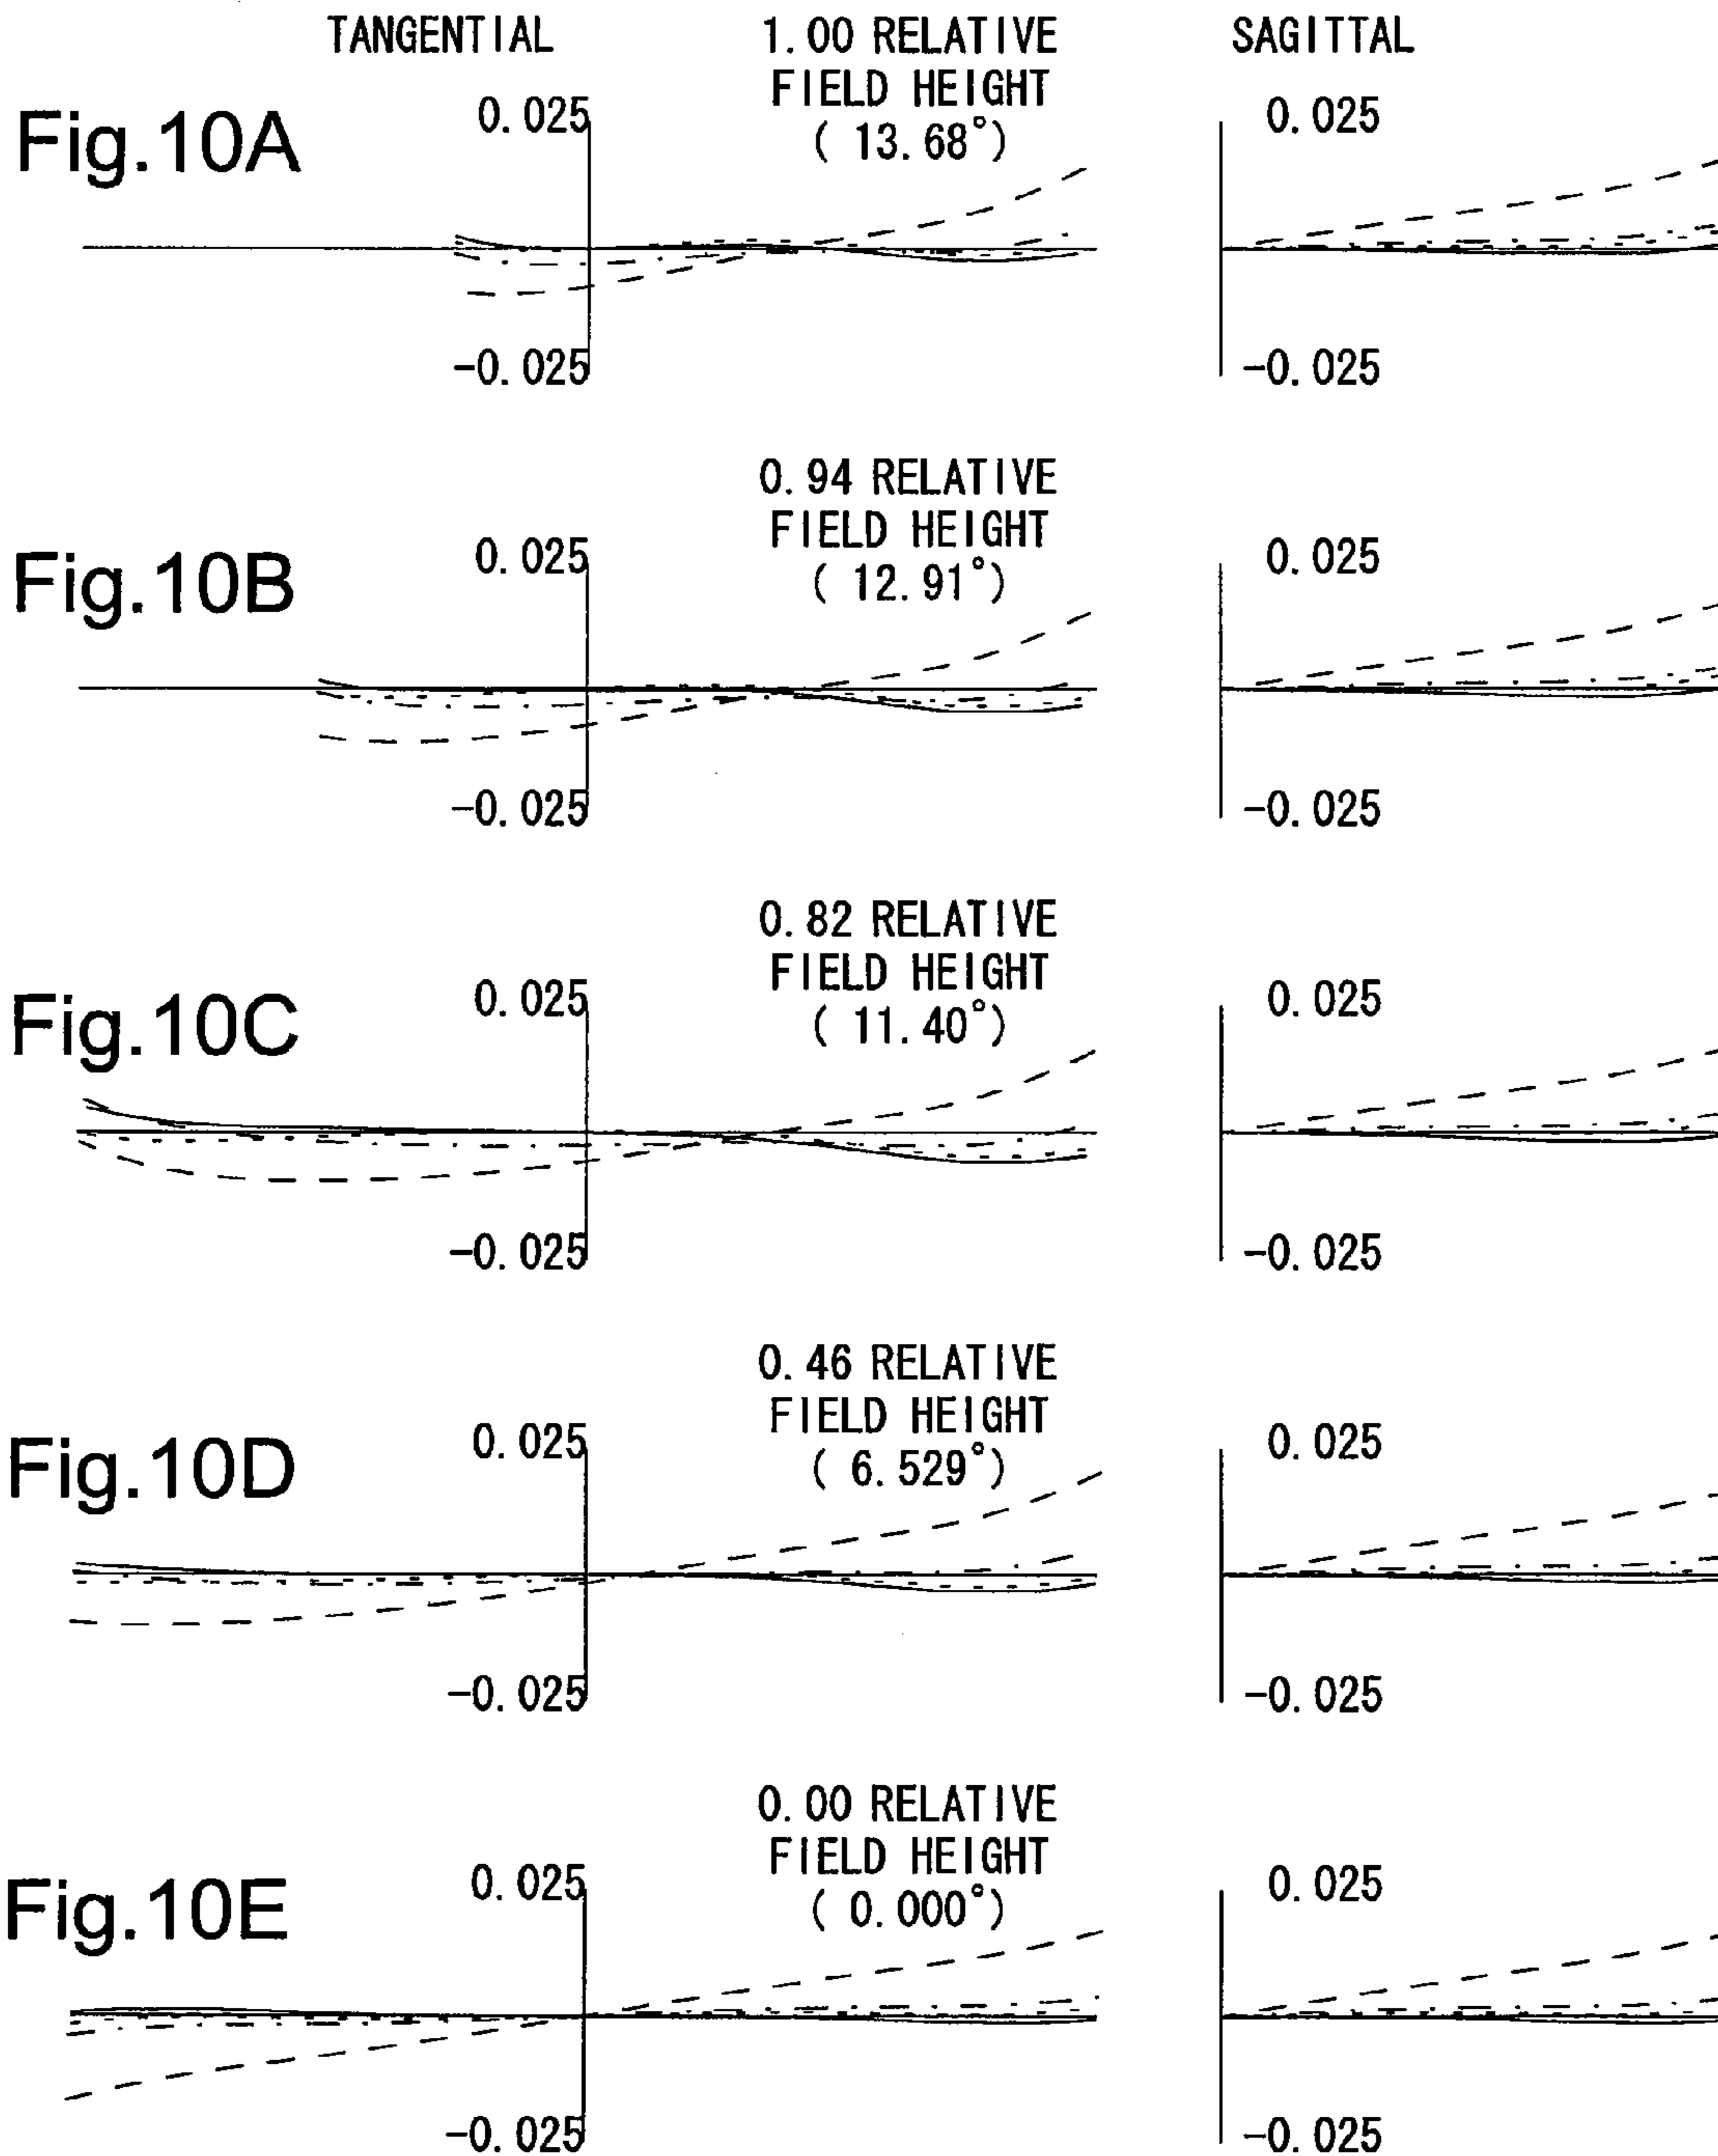 TANGENTIAL
1.00 RELATIVE
FIELD HEIGHT
( 13.68°)
SAGITTAL
Fig.10A
0.025
-0.025
0.025
-0.025
0.94 RELATIVE
FIELD HEIGHT
( 12.91°)
Fig.10B
0.025
-0.025
0.025
-0.025
0.82 RELATIVE
FIELD HEIGHT
( 11.40°)
Fig.10C
0.025
-0.025
0.025
-0.025
0.46 RELATIVE
FIELD HEIGHT
( 6.529°)
Fig.10D
0.025
-0.025
0.025
-0.025
0.00 RELATIVE
FIELD HEIGHT
( 0.000°)
Fig.10E
0.025
-0.025
0.025
-0.025